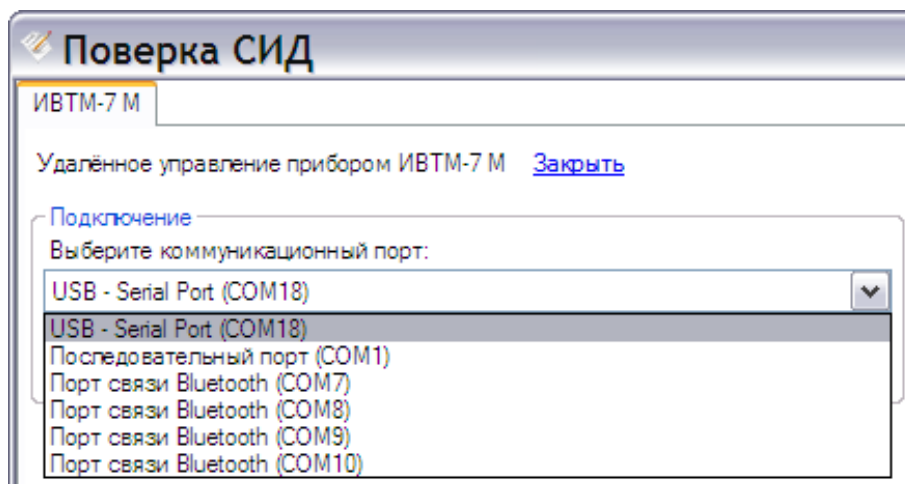 Поверка СИД
ИВТМ-7 М
Удалённое управление прибором ИВТМ-7 М Закрыть
Подключение
Выберите коммуникационный порт:
USB - Serial Port (COM18)
USB - Serial Port (COM18)
Последовательный порт (COM1)
Порт связи Bluetooth (COM7)
Порт связи Bluetooth (COM8)
Порт связи Bluetooth (COM9)
Порт связи Bluetooth (COM10)